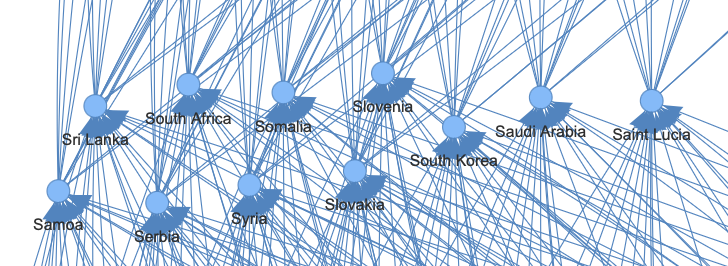 Slovenia
South Africa
Somalia
Saudi Arabia
Saint Lucia
Sri Lanka
South Korea
Slovakia
Syria
Samoa
Serbia